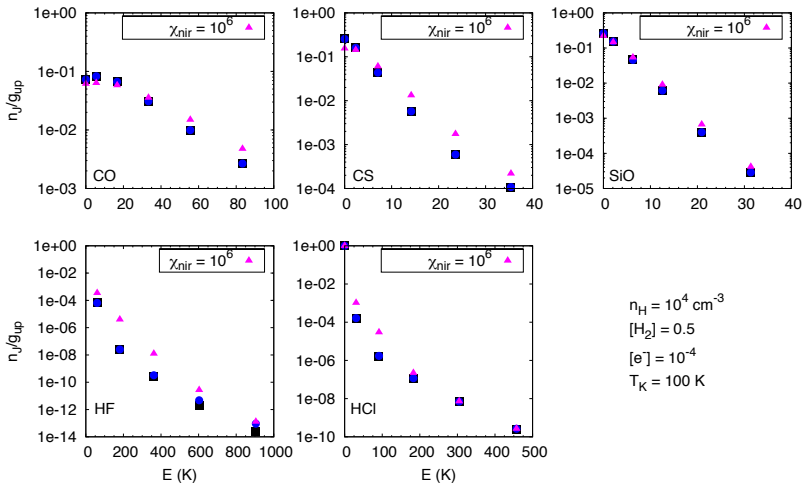 1e+00
1e-01
1e-02
1e-03
n_J/g_up
χ_nir = 10^6
CO
0 20 40 60 80 100
1e+00
1e-01
1e-02
1e-03
1e-04
χ_nir = 10^6
CS
0 10 20 30 40
1e+00
1e-01
1e-02
1e-03
1e-04
1e-05
χ_nir = 10^6
SiO
0 10 20 30 40
1e+00
1e-02
1e-04
1e-06
1e-08
1e-10
1e-12
1e-14
n_J/g_up
χ_nir = 10^6
HF
0 200 400 600 800 1000
E (K)
1e+00
1e-02
1e-04
1e-06
1e-08
1e-10
χ_nir = 10^6
HCl
0 100 200 300 400 500
E (K)
n_H = 10^4 cm^-3
[H_2] = 0.5
[e^-] = 10^-4
T_K = 100 K